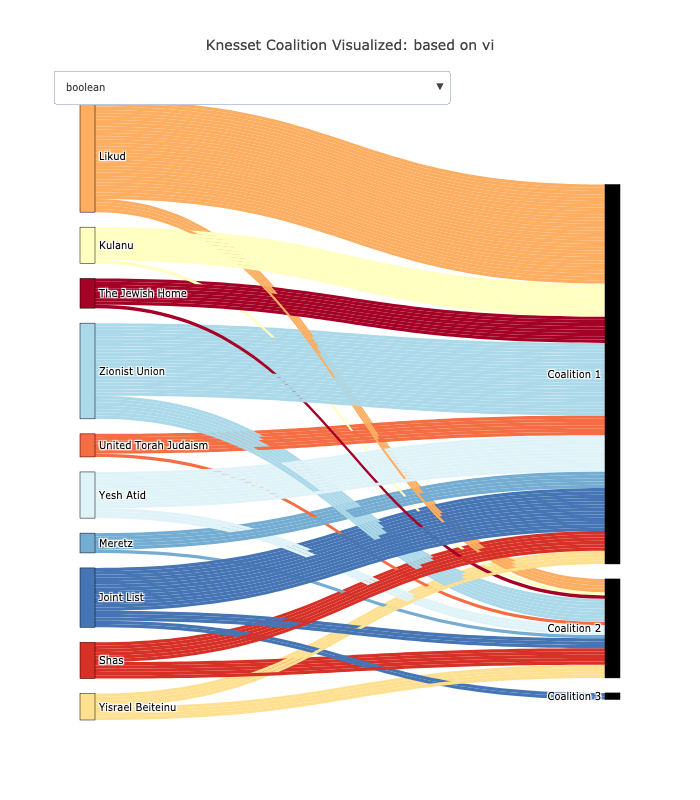 Knesset Coalition Visualized: based on vi
boolean
Likud
Kulanu
The Jewish Home
Zionist Union
Coalition 1
United Torah Judaism
Yesh Atid
Meretz
Joint List
Coalition 2
Shas
Coalition 3
Yisrael Beiteinu